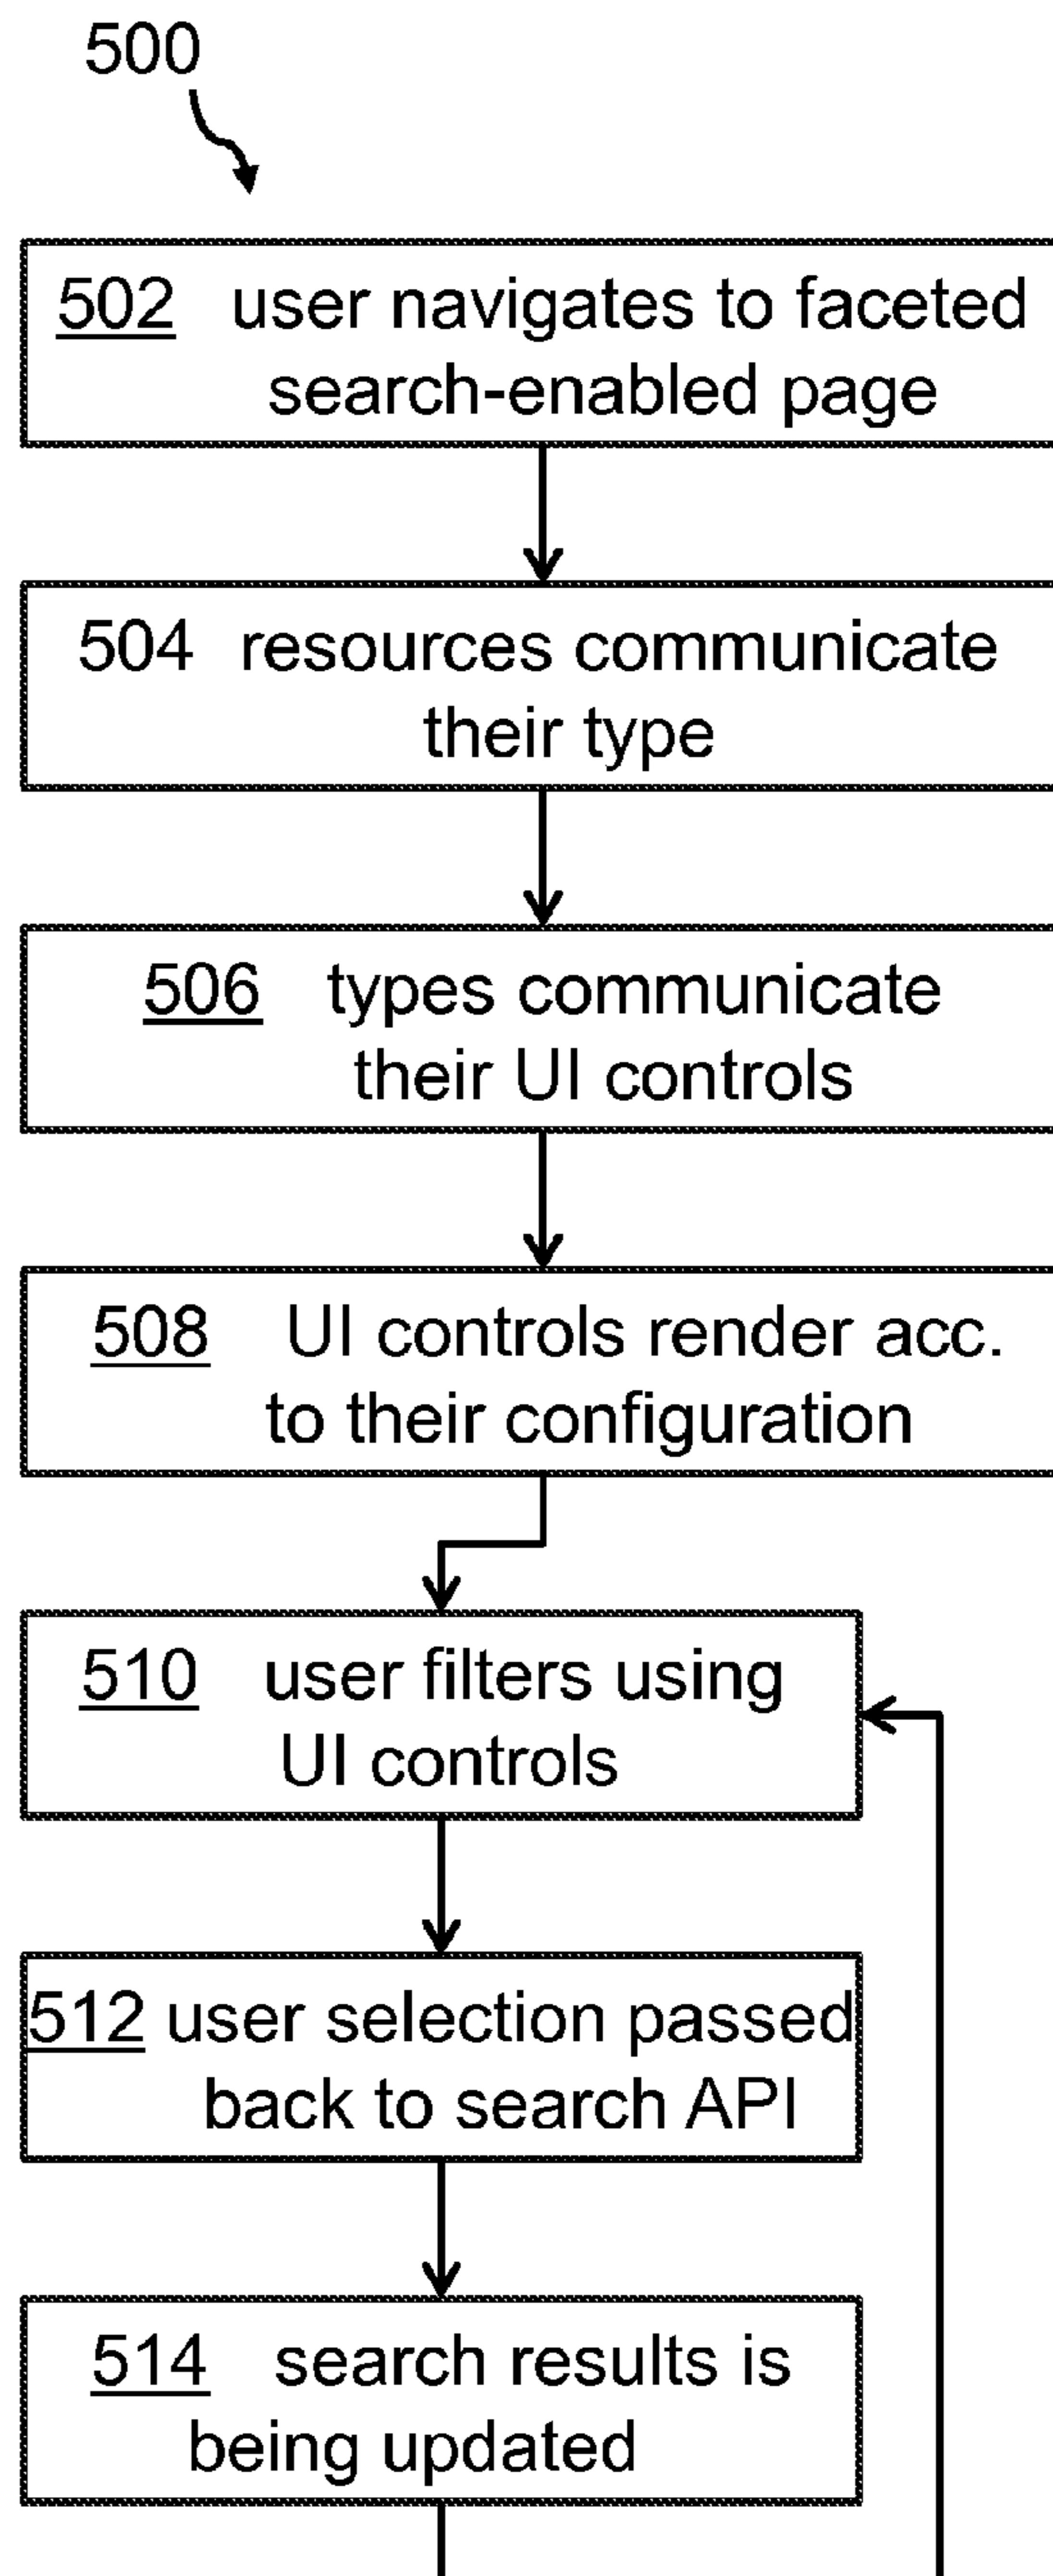 500
502 user navigates to faceted
search-enabled page
504 resources communicate
their type
506 types communicate
their UI controls
508 UI controls render acc.
to their configuration
510 user filters using
UI controls
512 user selection passed
back to search API
514 search results is
being updated